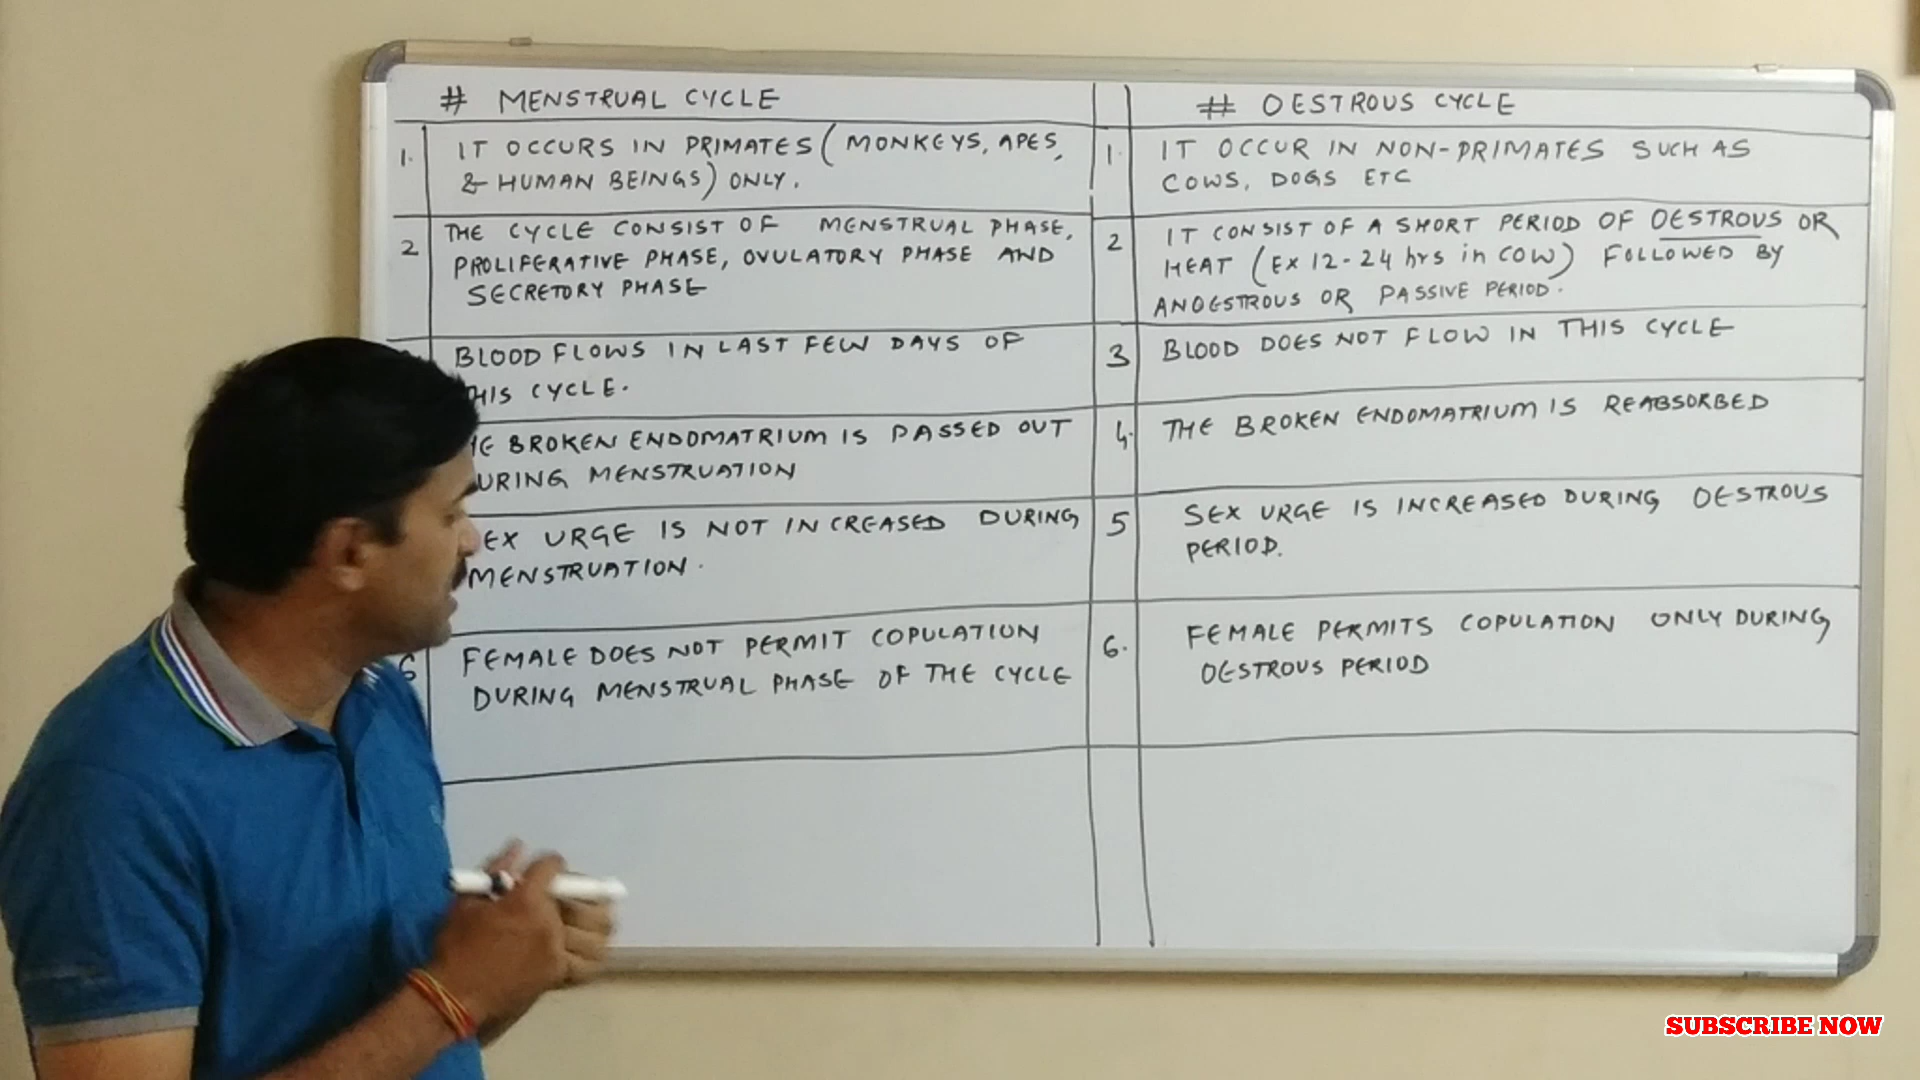 # MENSTRUAL CYCLE
1. IT OCCURS IN PRIMATES (MONKEYS, APES,
& HUMAN BEINGS) ONLY.
2 THE CYCLE CONSIST OF MENSTRUAL PHASE,
PROLIFERATIVE PHASE, OVULATORY PHASE AND
SECRETORY PHASE
BLOOD FLOWS IN LAST FEW DAYS OF
HIS CYCLE.
BROKEN ENDOMATRIUM IS PASSED OUT
URING MENSTRUATION
EX URGE IS NOT INCREASED DURING
MENSTRUATION.
6 FEMALE DOES NOT PERMIT COPULATION
DURING MENSTRUAL PHASE OF THE CYCLE
# OESTROUS CYCLE
1. IT OCCUR IN NON-PRIMATES SUCH AS
COWS, DOGS ETC
2 IT CONSIST OF A SHORT PERIOD OF OESTROUS OR
HEAT (EX 12-24 hrs in COW) FOLLOWED BY
ANOESTROUS OR PASSIVE PERIOD.
3 BLOOD DOES NOT FLOW IN THIS CYCLE
4. THE BROKEN ENDOMATRIUM IS REABSORBED
5 SEX URGE IS INCREASED DURING OESTROUS
PERIOD.
6. FEMALE PERMITS COPULATION ONLY DURING
OESTROUS PERIOD
SUBSCRIBE NOW